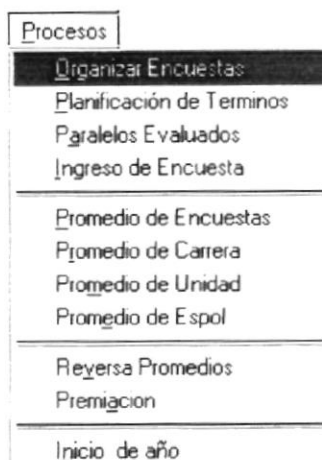 Procesos
Organizar Encuestas
Planificación de Terminos
Paralelos Evaluados
Ingreso de Encuesta
Promedio de Encuestas
Promedio de Carrera
Promedio de Unidad
Promedio de Espol
Reversa Promedios
Premiacion
Inicio de año